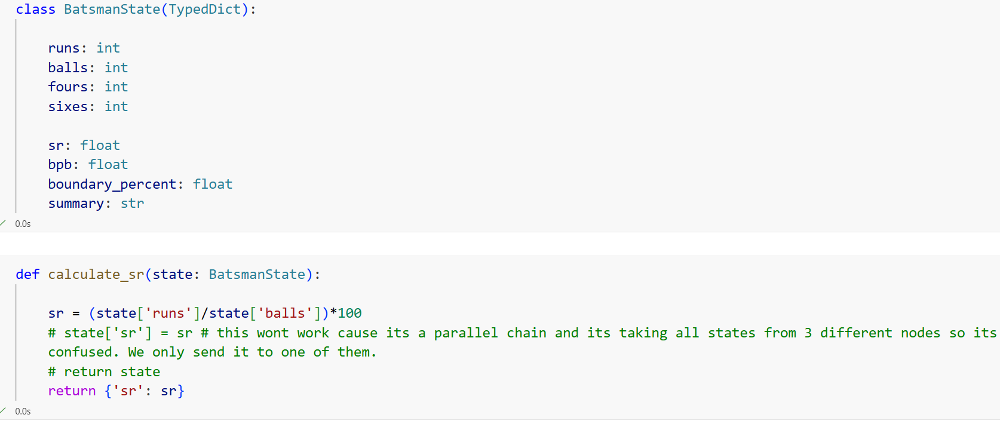 class BatsmanState(TypedDict):
runs: int
balls: int
fours: int
sixes: int
sr: float
bpb: float
boundary_percent: float
summary: str
0.0s
def calculate_sr(state: BatsmanState):
sr = (state['runs']/state['balls'])*100
# state['sr'] = sr # this wont work cause its a parallel chain and its taking all states from 3 different nodes so its
confused. We only send it to one of them.
# return state
return {'sr': sr}
0.0s